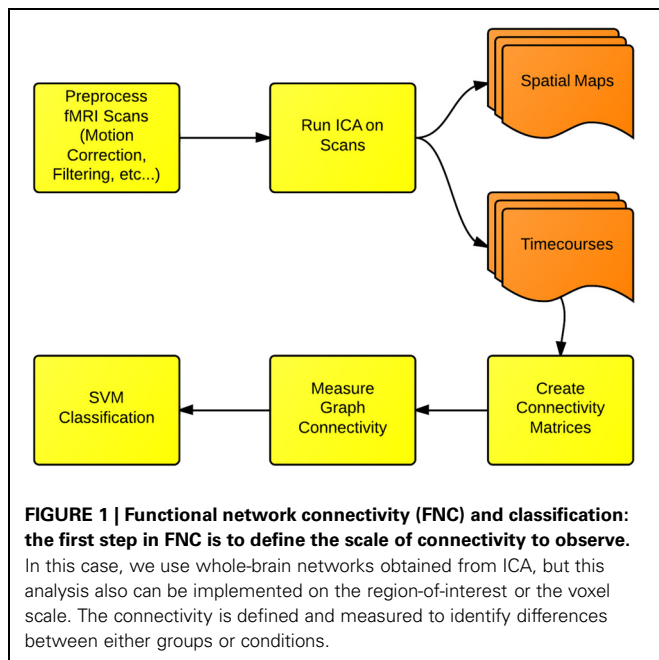 Preprocess
fMRI Scans
(Motion
Correction,
Filtering, etc...)
Run ICA on
Scans
Spatial Maps
Timecourses
SVM
Classification
Measure
Graph
Connectivity
Create
Connectivity
Matrices
FIGURE 1 | Functional network connectivity (FNC) and classification:
the first step in FNC is to define the scale of connectivity to observe.
In this case, we use whole-brain networks obtained from ICA, but this
analysis also can be implemented on the region-of-interest or the voxel
scale. The connectivity is defined and measured to identify differences
between either groups or conditions.